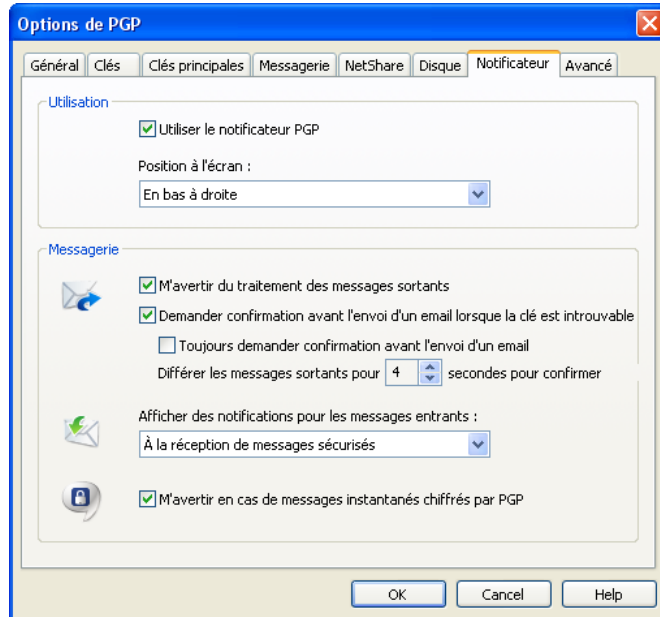 Options de PGP
Général Clés Clés principales Messagerie NetShare Disque Notificateur Avancé
Utilisation
Utiliser le notificateur PGP
Position à l'écran :
En bas à droite
Messagerie
M'avertir du traitement des messages sortants
Demander confirmation avant l'envoi d'un email lorsque la clé est introuvable
Toujours demander confirmation avant l'envoi d'un email
Différer les messages sortants pour 4 secondes pour confirmer
Afficher des notifications pour les messages entrants :
À la réception de messages sécurisés
M'avertir en cas de messages instantanés chiffrés par PGP
OK Cancel Help